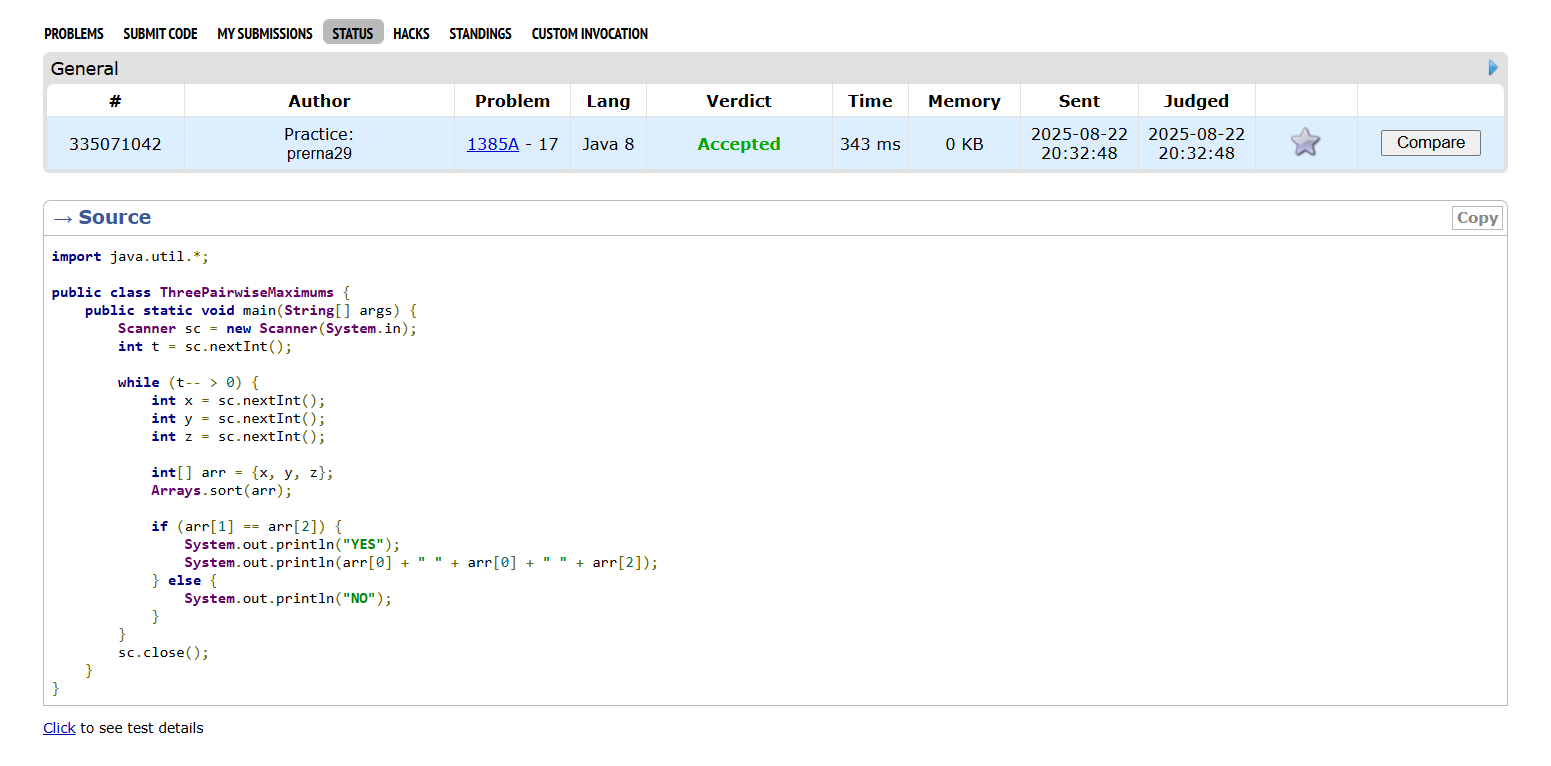 PROBLEMS SUBMIT CODE MY SUBMISSIONS STATUS HACKS STANDINGS CUSTOM INVOCATION
General
# Author Problem Lang Verdict Time Memory Sent Judged
335071042 Practice: prerna29 1385A - 17 Java 8 Accepted 343 ms 0 KB 2025-08-22 20:32:48 2025-08-22 20:32:48 Compare
→ Source Copy
import java.util.*;
public class ThreePairwiseMaximums {
    public static void main(String[] args) {
        Scanner sc = new Scanner(System.in);
        int t = sc.nextInt();
        while (t-- > 0) {
            int x = sc.nextInt();
            int y = sc.nextInt();
            int z = sc.nextInt();
            int[] arr = {x, y, z};
            Arrays.sort(arr);
            if (arr[1] == arr[2]) {
                System.out.println("YES");
                System.out.println(arr[0] + " " + arr[0] + " " + arr[2]);
            } else {
                System.out.println("NO");
            }
        }
        sc.close();
    }
}
Click to see test details